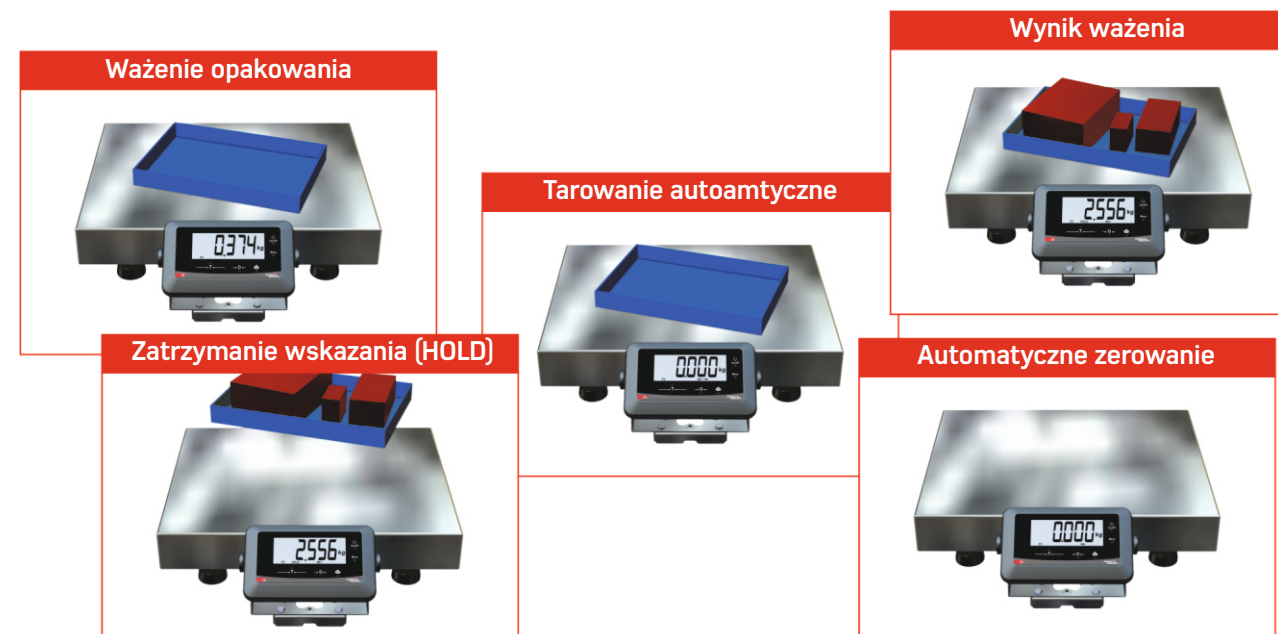 Ważenie opakowania
0.374 kg
Tarowanie autoamtyczne
0.000 kg
Wynik ważenia
2.556 kg
Zatrzymanie wskazania (HOLD)
2.556 kg
Automatyczne zerowanie
0.000 kg